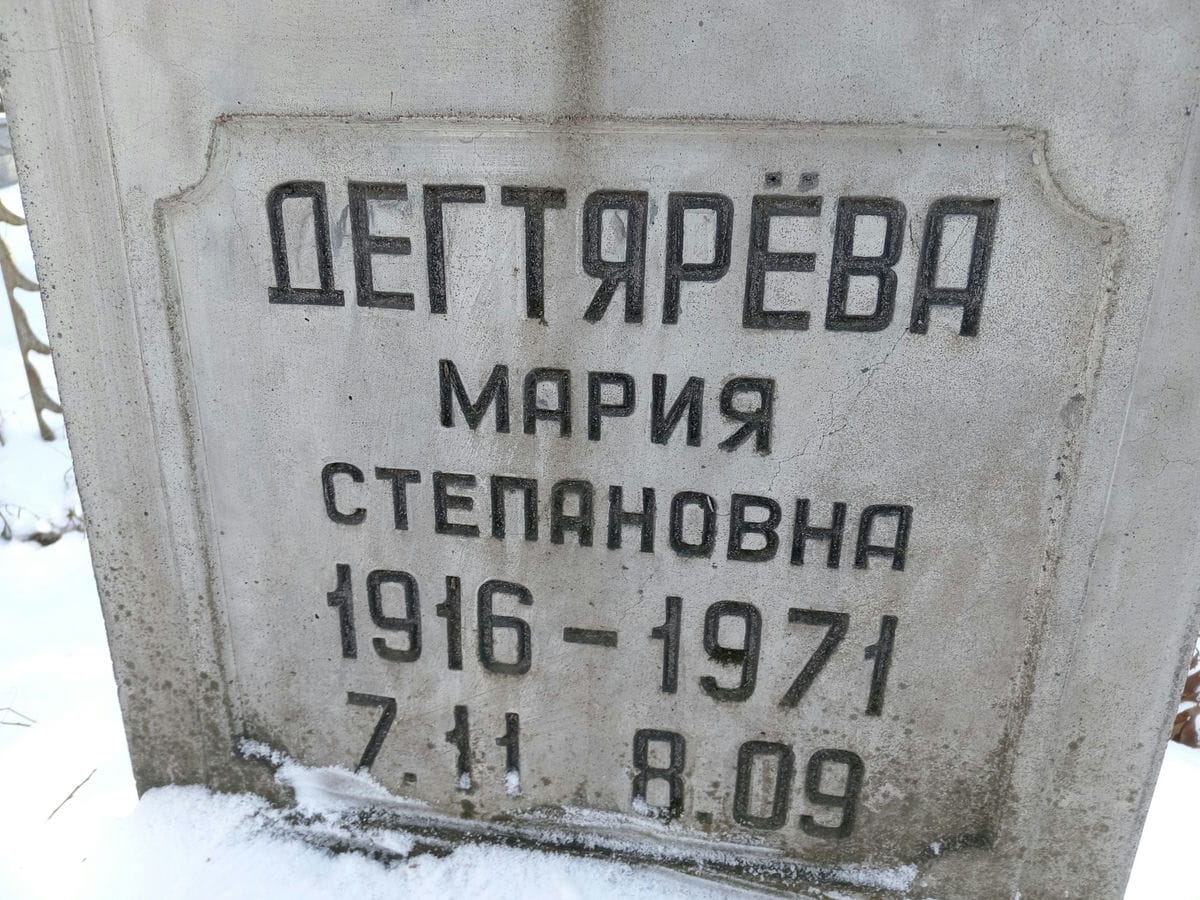 ДЕГТЯРЁВА
МАРИЯ
СТЕПАНОВНА
1916 - 1971
7.11 8.09